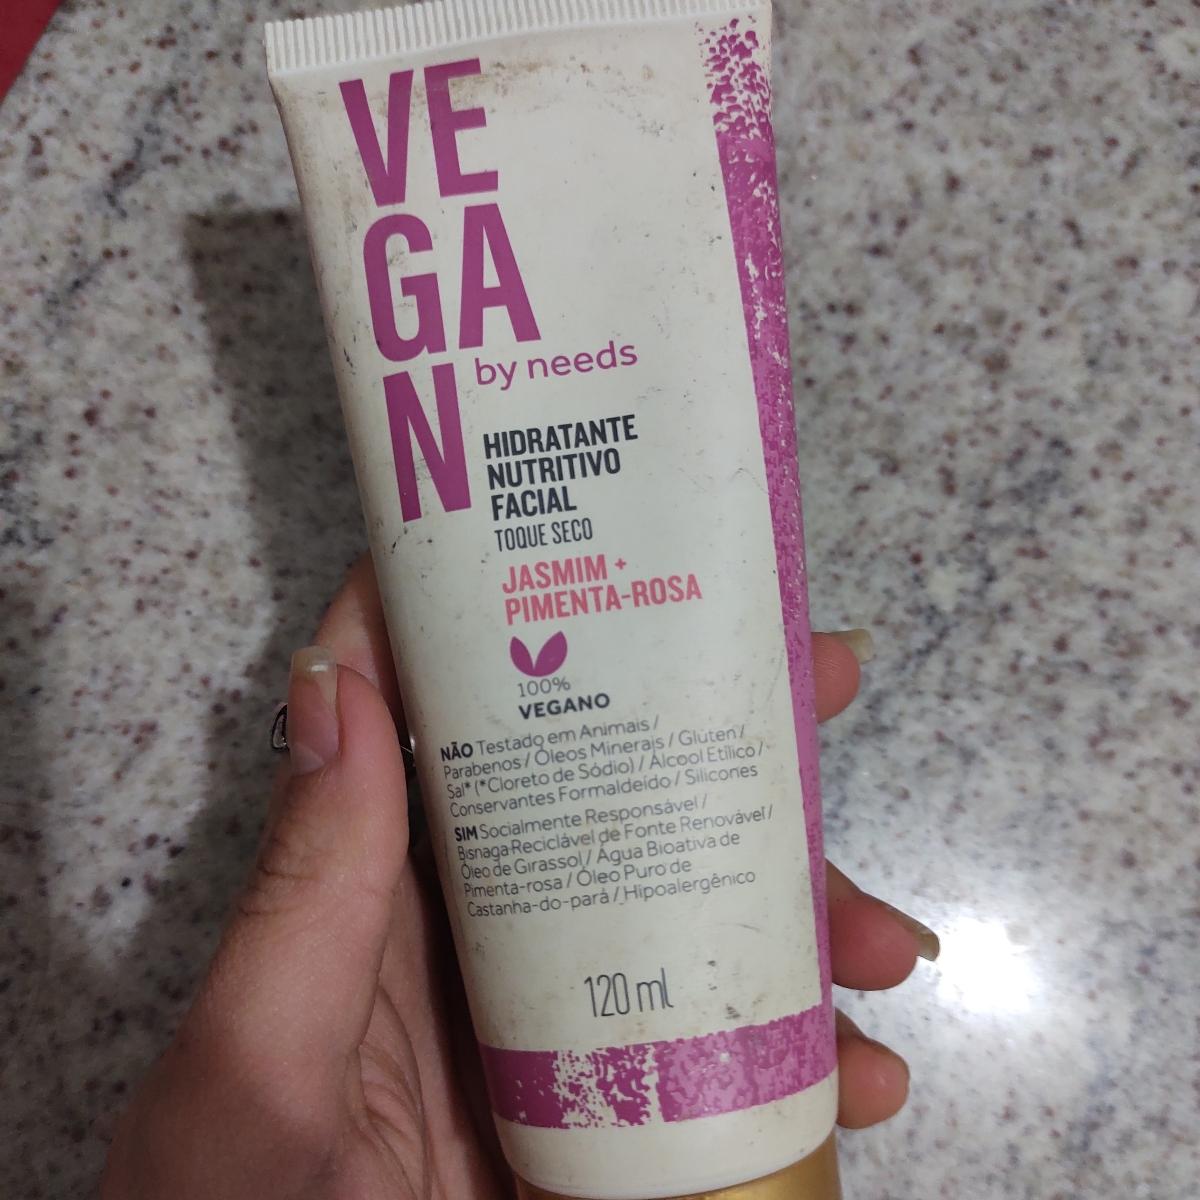 VE
GA
N
by needs
HIDRATANTE
NUTRITIVO
FACIAL
TOQUE SECO
JASMIM +
PIMENTA-ROSA
100%
VEGANO
NÃO Testado em Animais /
Parabenos / Óleos Minerais / Glúten /
Sal* (*Cloreto de Sódio) / Álcool Etílico /
Conservantes Formaldeído / Silicones
SIM Socialmente Responsável /
Bisnaga Reciclável de Fonte Renovável /
Óleo de Girassol / Água Bioativa de
Pimenta-rosa / Óleo Puro de
Castanha-do-pará / Hipoalergênico
120 ml